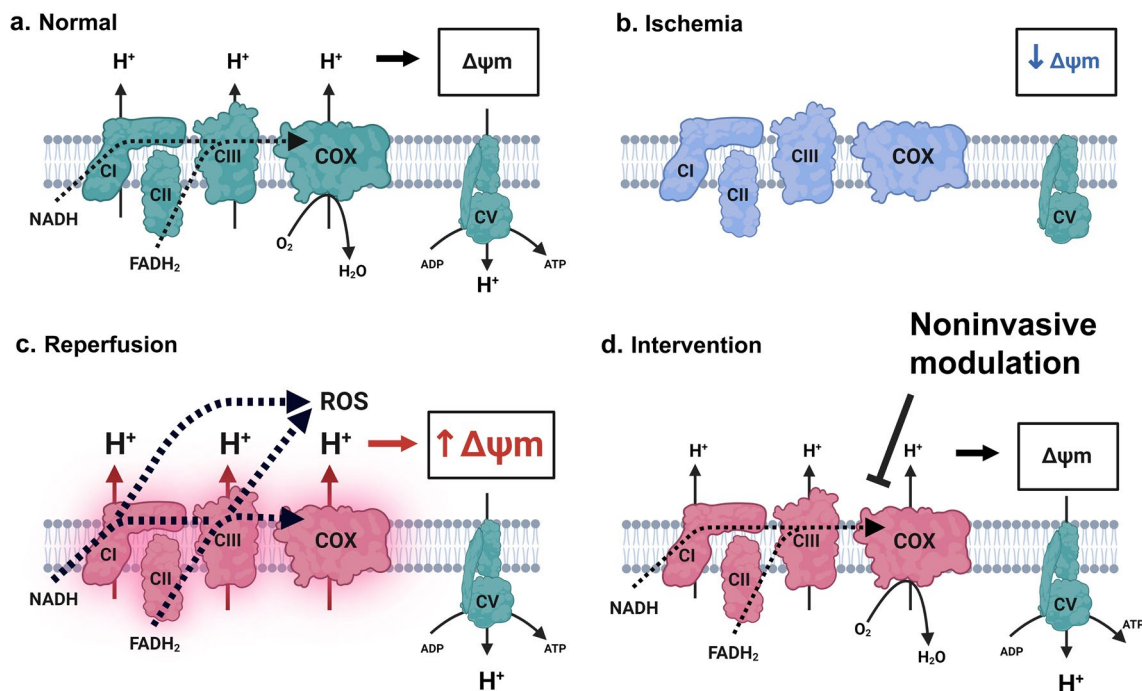 a. Normal
H⁺ H⁺ H⁺ Δψm
CI CII CIII COX CV
NADH
FADH₂
O₂
H₂O
ADP
ATP
H⁺
b. Ischemia
↓ Δψm
CI CII CIII COX CV
c. Reperfusion
ROS
H⁺ H⁺ H⁺ ↑ Δψm
CI CII CIII COX CV
NADH
FADH₂
ADP
ATP
H⁺
d. Intervention
Noninvasive
modulation
H⁺ H⁺ H⁺ Δψm
CI CII CIII COX CV
NADH
FADH₂
O₂
H₂O
ADP
ATP
H⁺